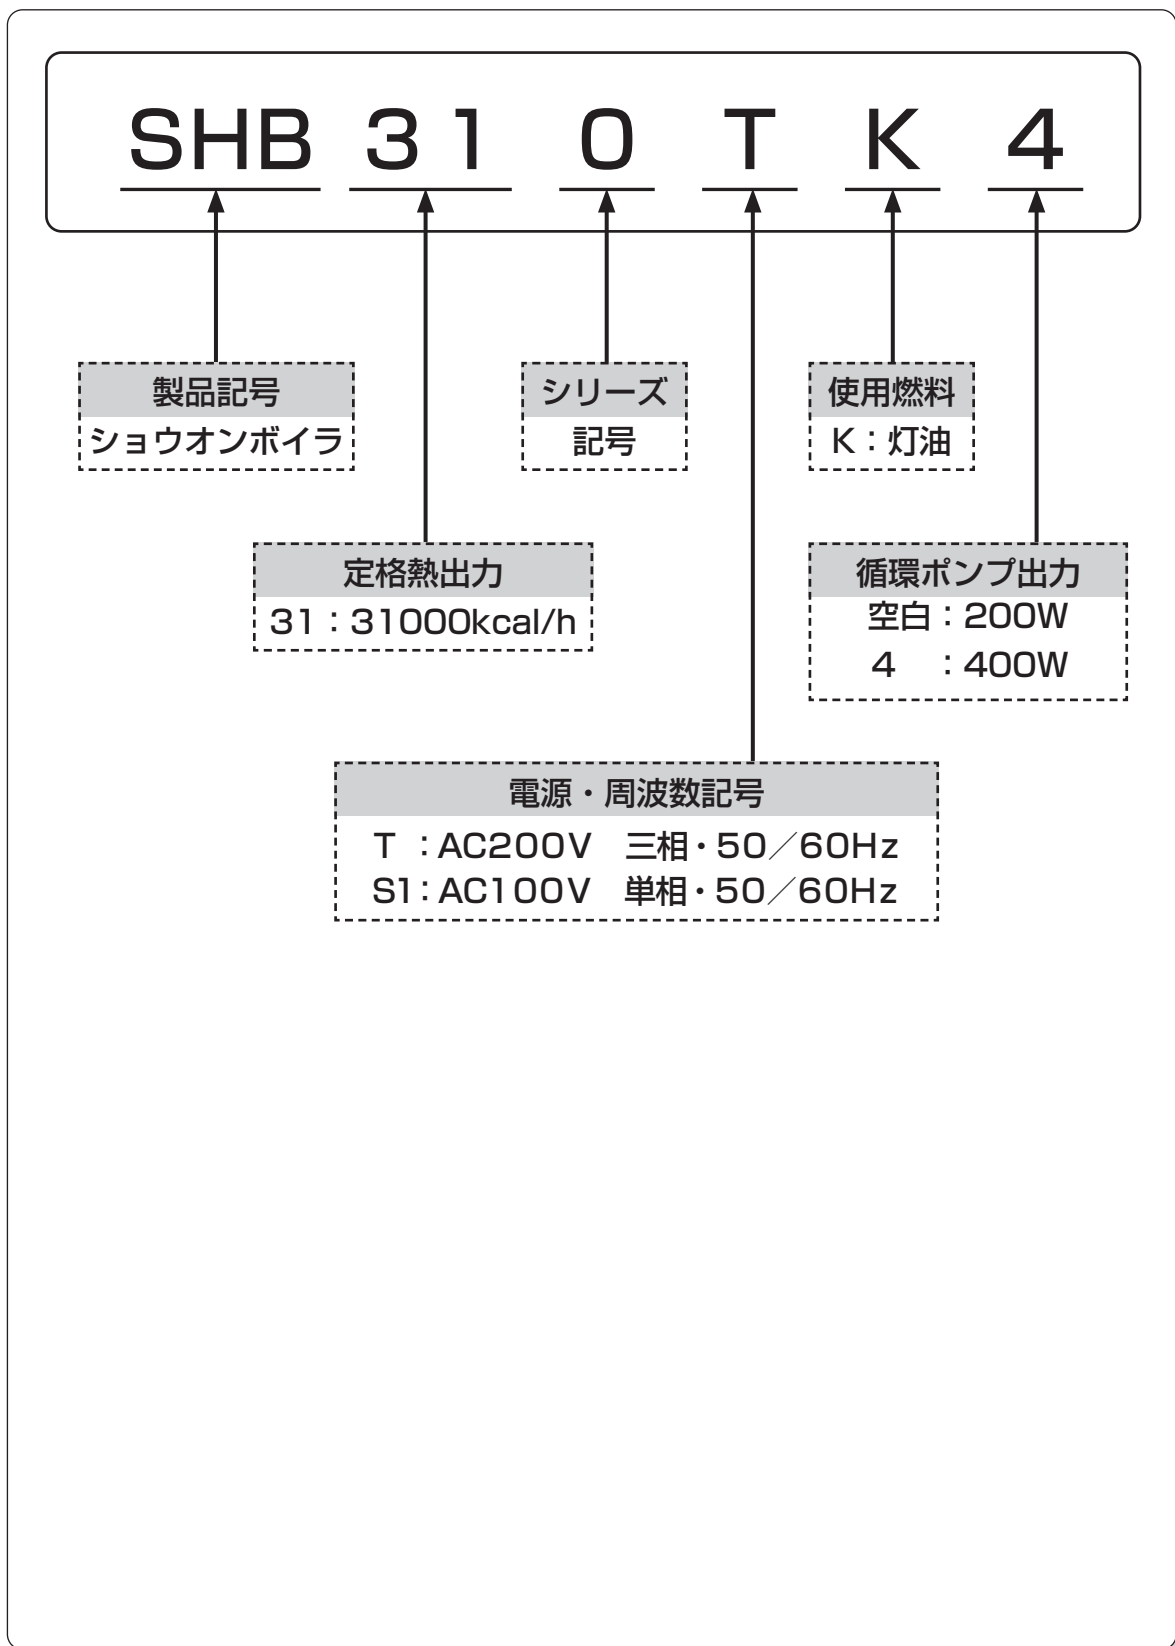 SHB 31 0 T K 4
製品記号
ショウオンボイラ
シリーズ
記号
使用燃料
K：灯油
定格熱出力
31：31000kcal/h
循環ポンプ出力
空白：200W
4　：400W
電源・周波数記号
T ：AC200V　三相・50／60Hz
S1：AC100V　単相・50／60Hz